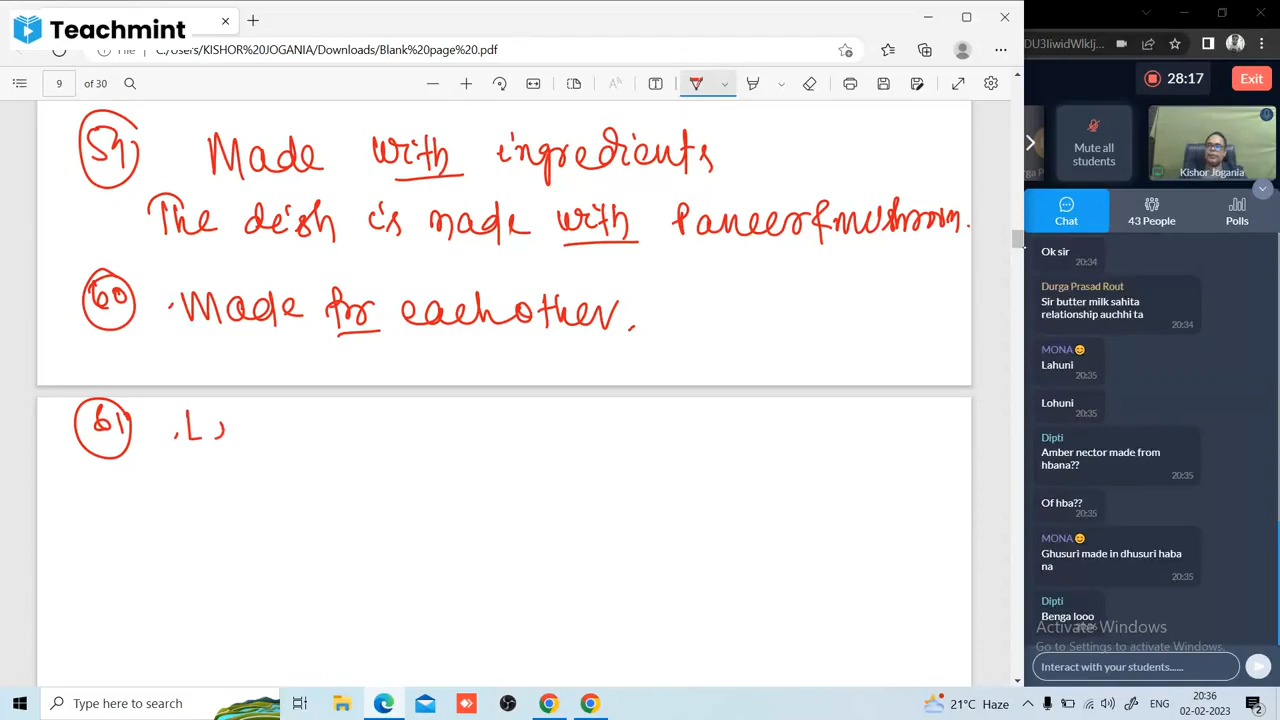 Teachmint
File
C:/Users/KISHOR%20JOGANIA/Downloads/Blank%20page%20.pdf
9 of 30
59 Made with ingredients
The dish is made with Paneer & mushroom.
60 . Made for each other.
61 . L
DU3IiwidWlkIj...
28:17
Exit
Mute all students
Kishor Jogania
Chat
43 People
Polls
Ok sir
20:34
Durga Prasad Rout
Sir butter milk sahita
relationship auchhi ta
20:34
MONA😊
Lahuni
20:35
Lohuni
20:35
Dipti
Amber nector made from
hbana??
20:35
Of hba??
20:35
MONA😊
Ghusuri made in dhusuri haba
na
20:35
Dipti
Benga looo
Activate Windows
Go to Settings to activate Windows.
Interact with your students......
Type here to search
21°C Haze
ENG
20:36
02-02-2023
2